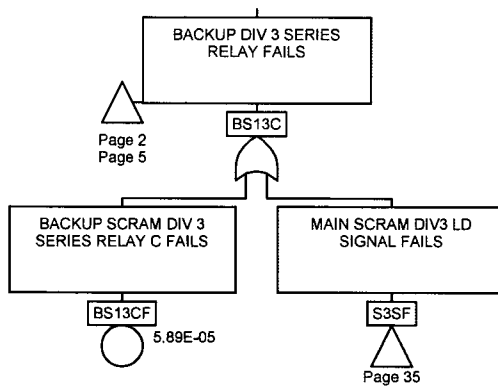 BACKUP DIV 3 SERIES
RELAY FAILS
Page 2
Page 5
BS13C
BACKUP SCRAM DIV 3
SERIES RELAY C FAILS
MAIN SCRAM DIV3 LD
SIGNAL FAILS
BS13CF
5.89E-05
S3SF
Page 35